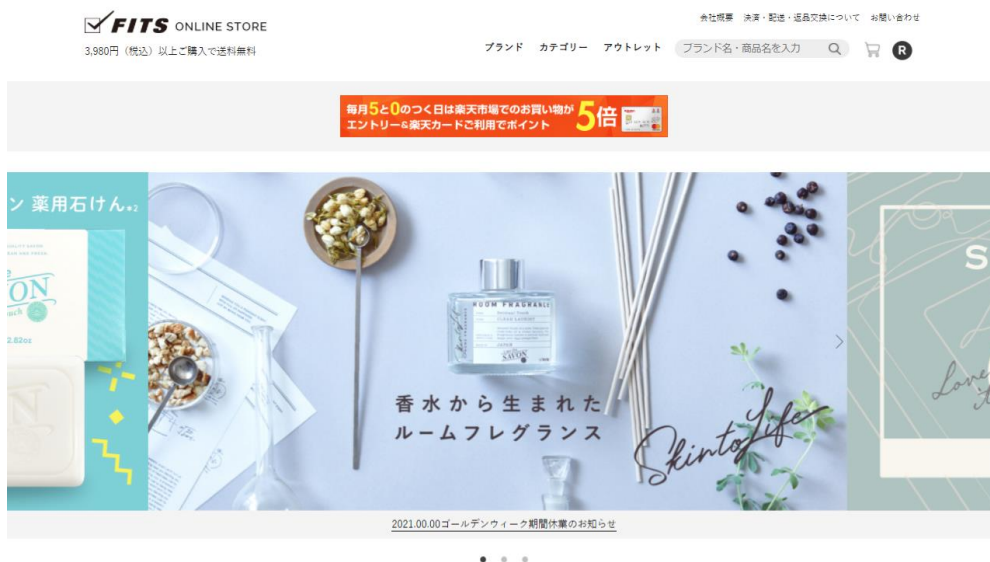 FITS ONLINE STORE
会社概要 決済・配送・返品交換について お問い合わせ
3,980円（税込）以上ご購入で送料無料
ブランド カテゴリー アウトレット ブランド名・商品名を入力
R
毎月5と0のつく日は楽天市場でのお買い物が
エントリー&楽天カードご利用でポイント
5倍
ン 薬用石けん※2
ON
2.82oz
ROOM FRAGRANCE
CLEAN LAUNDRY
SAVON
香水から生まれた
ルームフレグランス
Skin to Life
S
Love
2021.00.00ゴールデンウィーク期間休業のお知らせ